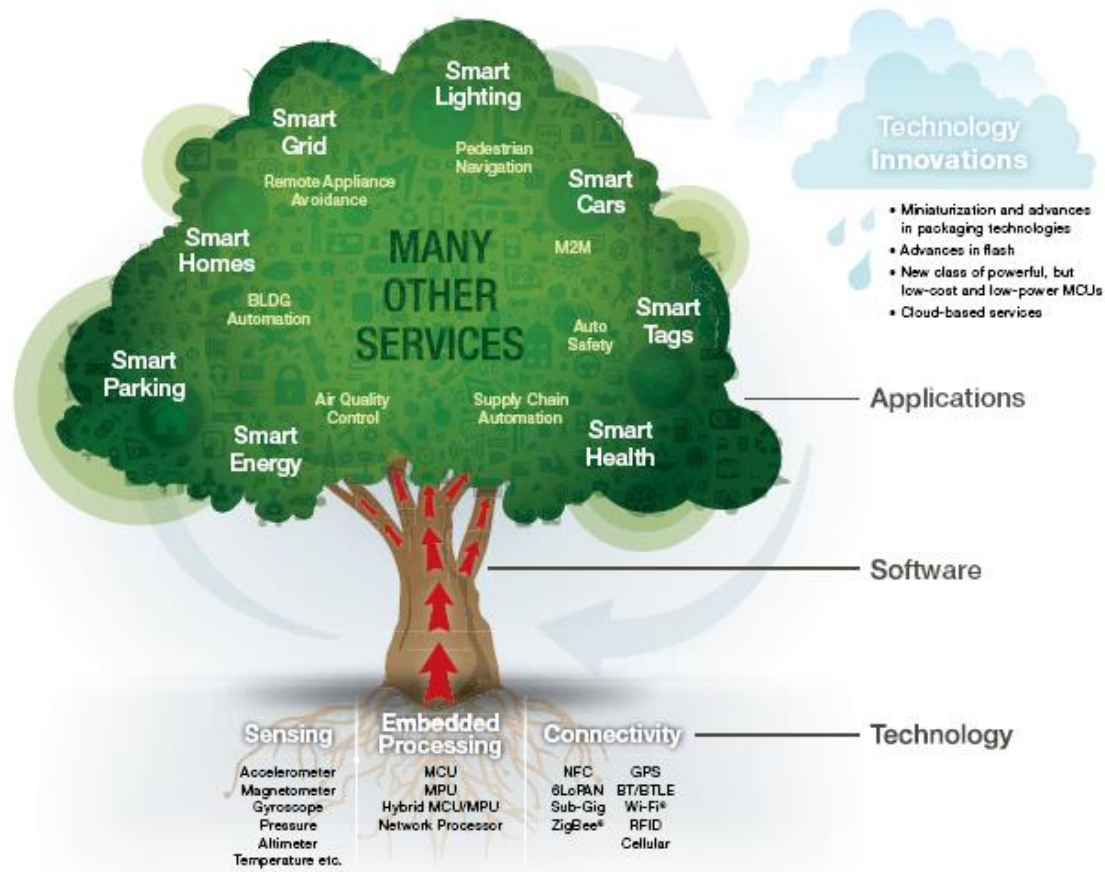 Smart
Lighting
Smart
Grid
Pedestrian
Navigation
Remote Appliance
Avoidance
Smart
Cars
Smart
Homes
MANY
OTHER
SERVICES
M2M
BLDG
Automation
Smart
Tags
Auto
Safety
Smart
Parking
Air Quality
Control
Supply Chain
Automation
Smart
Energy
Smart
Health
Technology
Innovations
• Miniaturization and advances
in packaging technologies
• Advances in flash
• New class of powerful, but
low-cost and low-power MCUs
• Cloud-based services
Applications
Software
Technology
Sensing
Accelerometer
Magnetometer
Gyroscope
Pressure
Altimeter
Temperature etc.
Embedded
Processing
MCU
MPU
Hybrid MCU/MPU
Network Processor
Connectivity
NFC
6LoPAN
Sub-Gig
ZigBee®
GPS
BT/BTLE
Wi-Fi®
RFID
Cellular